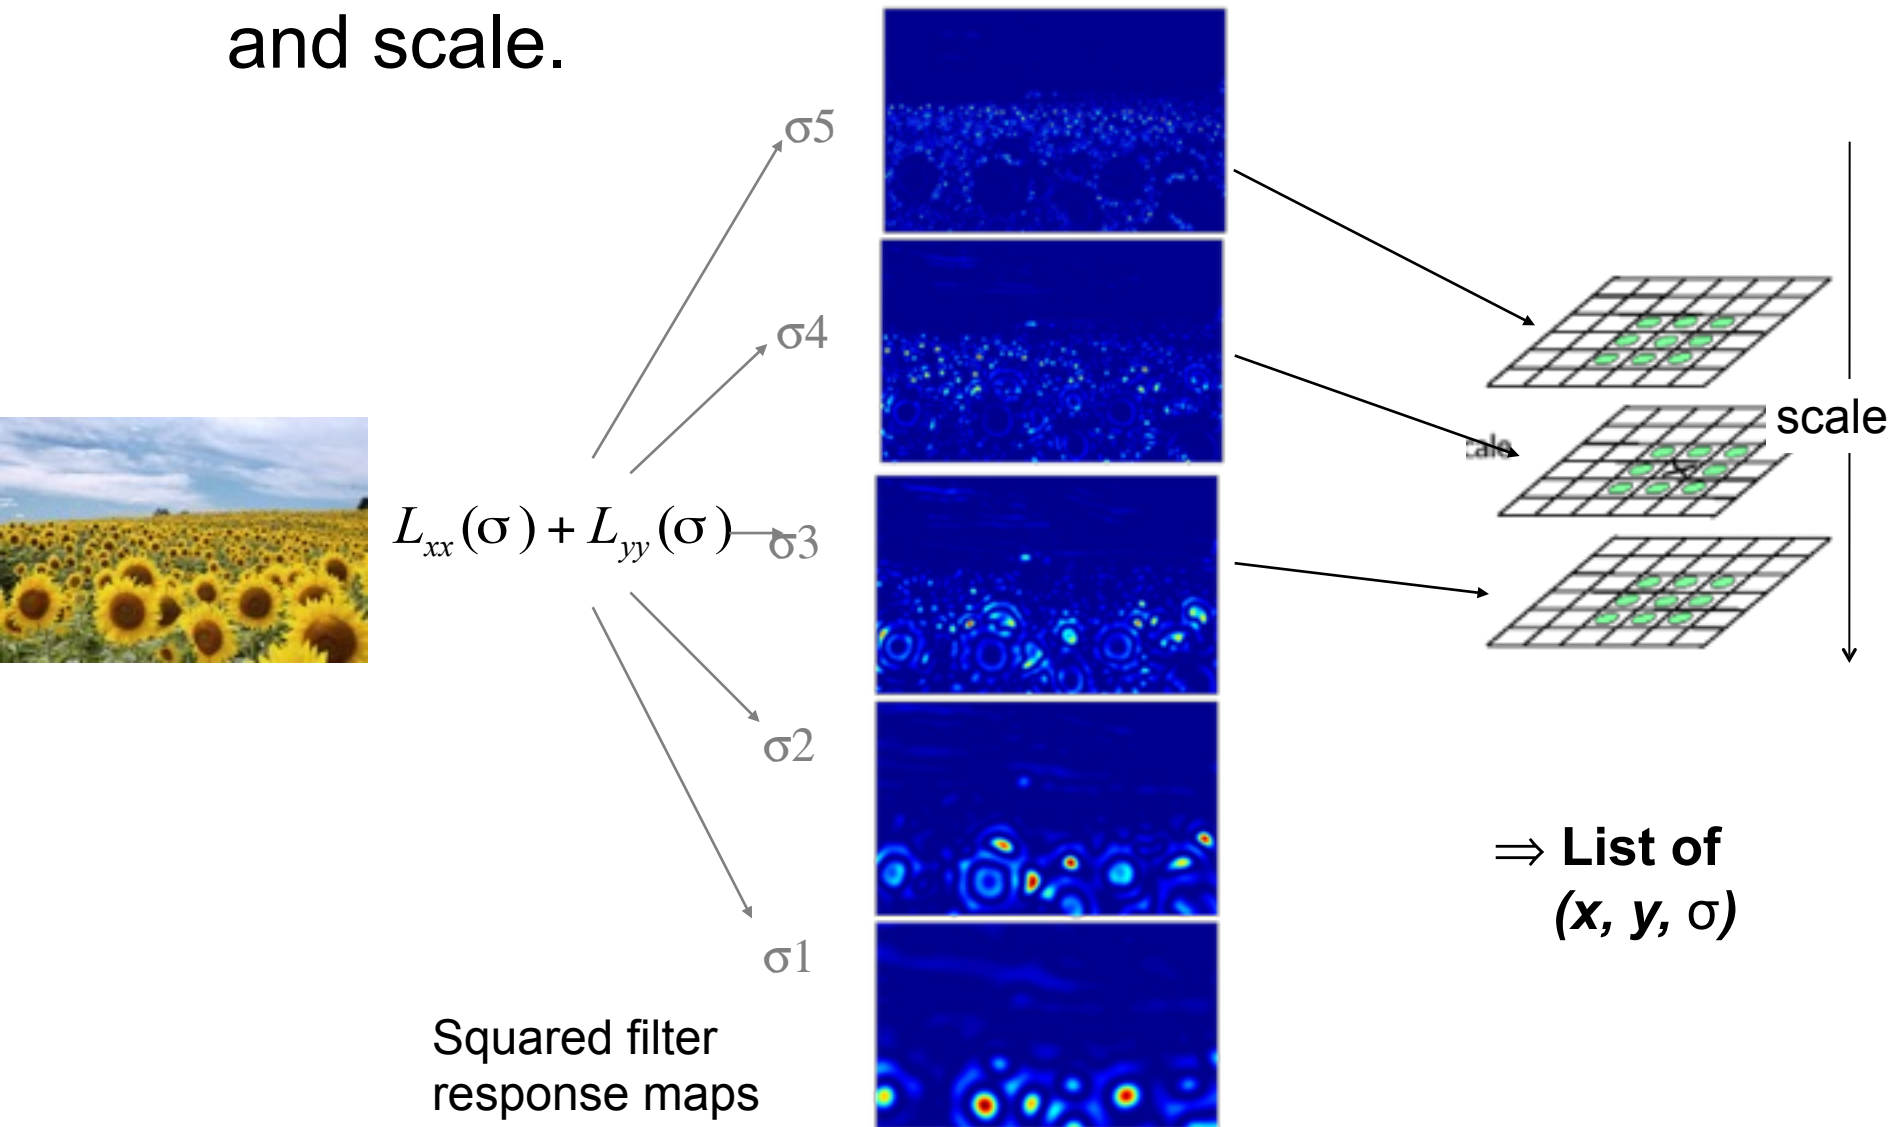 and scale.
σ5
σ4
scale
L_xx(σ) + L_yy(σ)
σ3
σ2
⇒ List of
(x, y, σ)
σ1
Squared filter
response maps